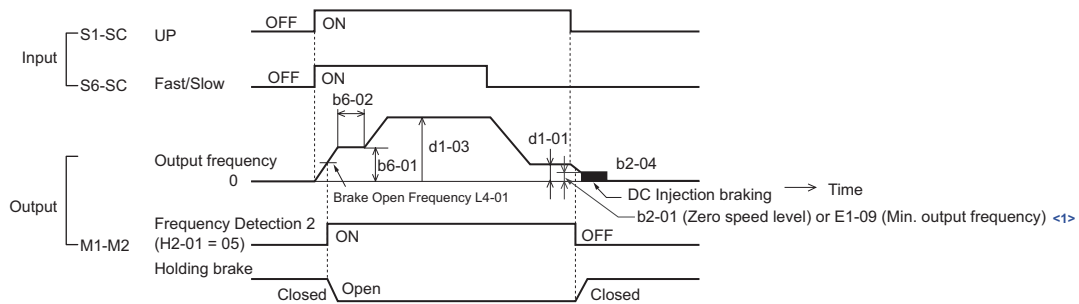 Input
S1-SC UP OFF ON
S6-SC Fast/Slow OFF ON
b6-02
Output frequency
0
b6-01
d1-03
d1-01
b2-04
Brake Open Frequency L4-01
DC Injection braking
Time
b2-01 (Zero speed level) or E1-09 (Min. output frequency) <1>
Output
M1-M2
Frequency Detection 2
(H2-01 = 05)
ON
OFF
Holding brake
Closed
Open
Closed